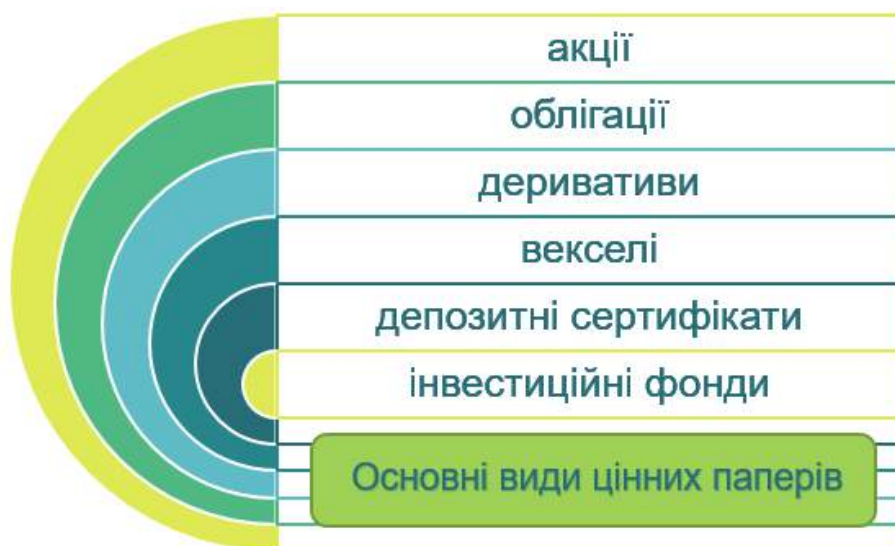 акції
облігації
деривативи
векселі
депозитні сертифікати
інвестиційні фонди
Основні види цінних паперів